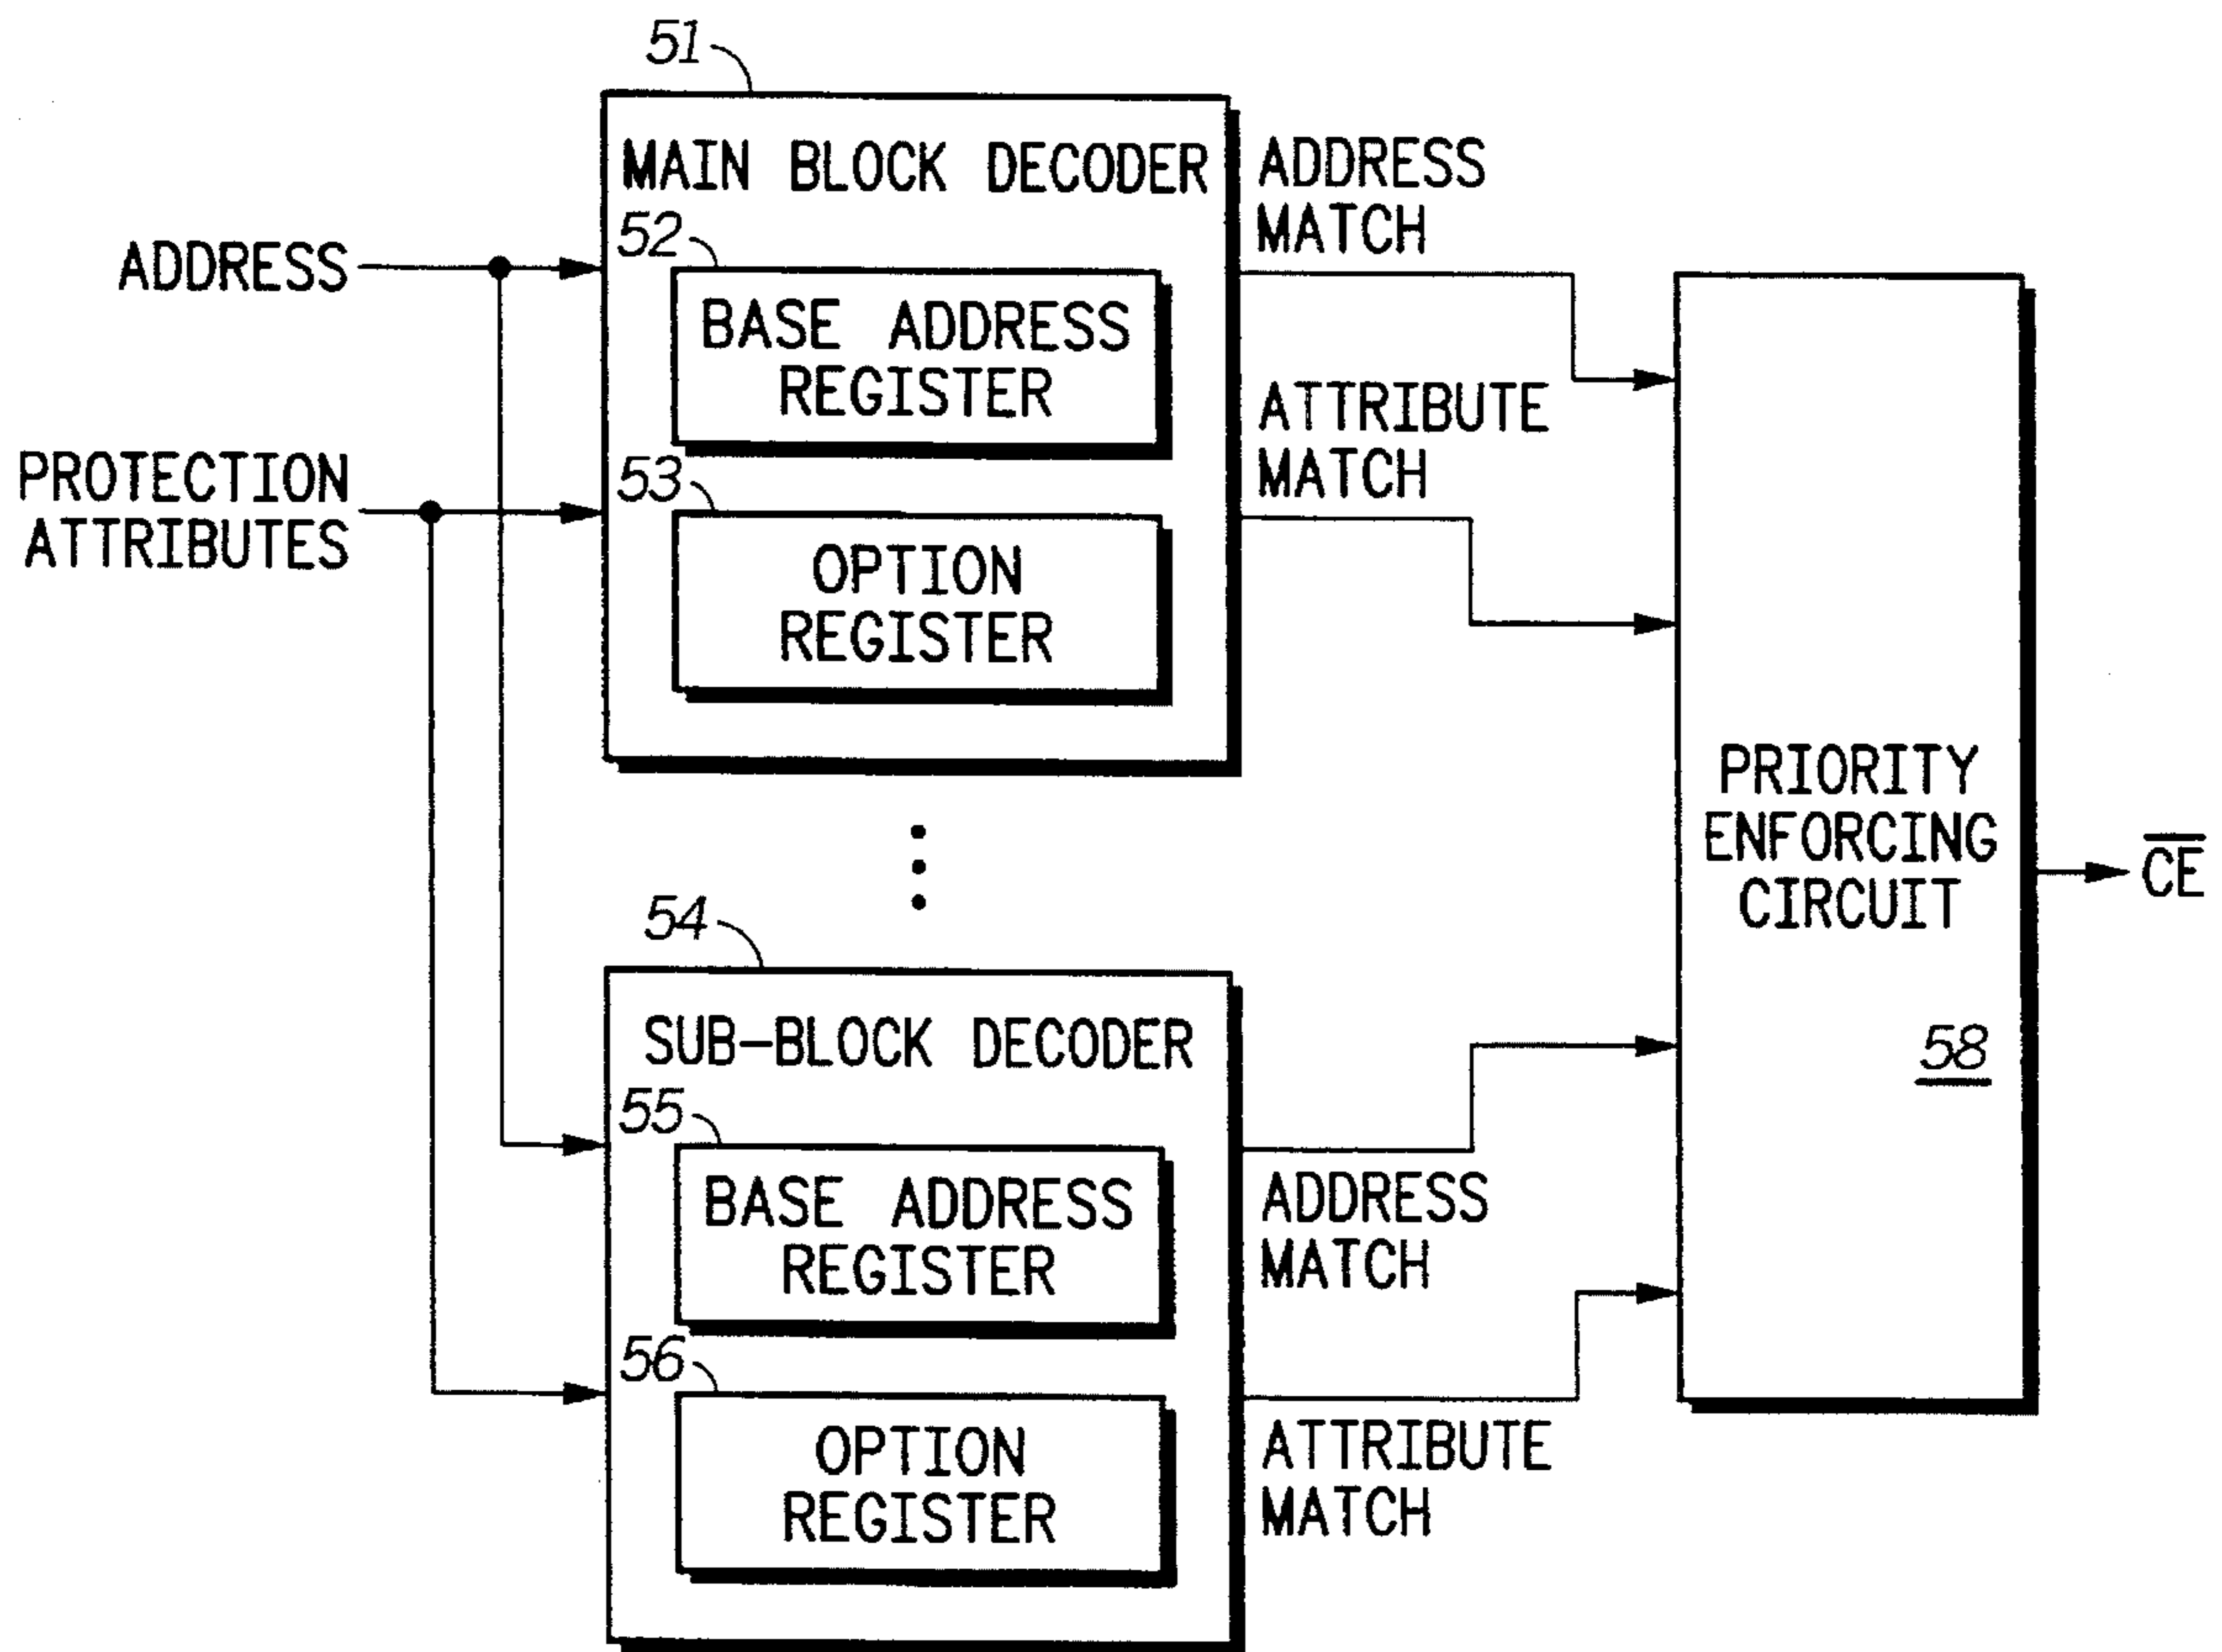 51
MAIN BLOCK DECODER
ADDRESS
MATCH
52
ADDRESS
BASE ADDRESS
REGISTER
ATTRIBUTE
MATCH
PROTECTION
ATTRIBUTES
53
OPTION
REGISTER
PRIORITY
ENFORCING
CIRCUIT
58
C̅E̅
54
SUB-BLOCK DECODER
55
BASE ADDRESS
REGISTER
ADDRESS
MATCH
56
OPTION
REGISTER
ATTRIBUTE
MATCH